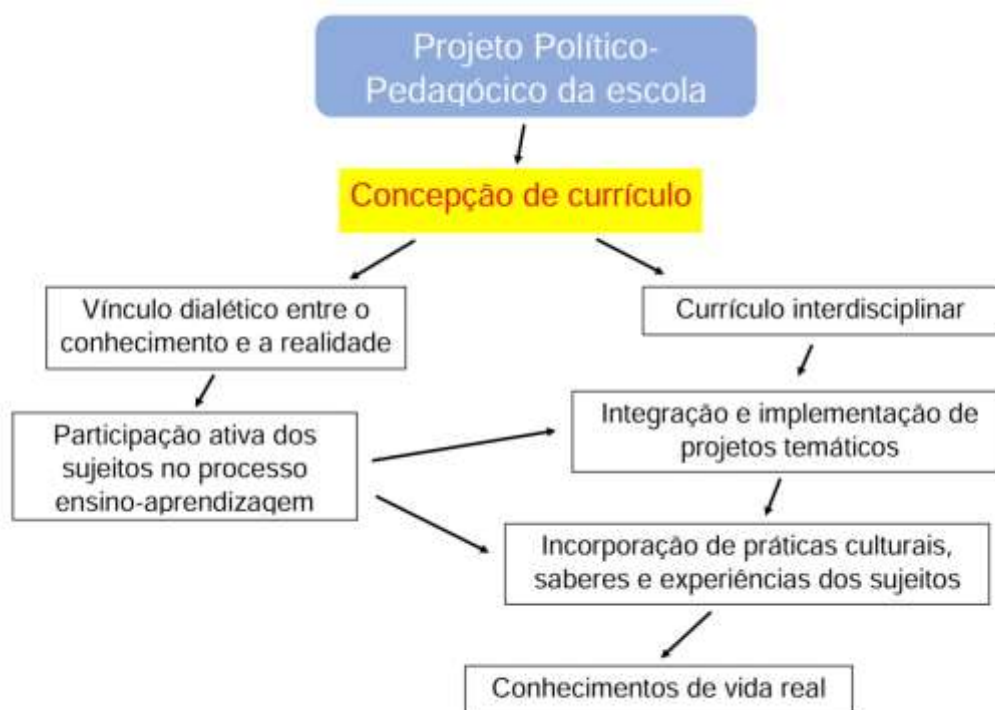 Projeto Político-
Pedagócico da escola
Concepção de currículo
Vínculo dialético entre o
conhecimento e a realidade
Currículo interdisciplinar
Participação ativa dos
sujeitos no processo
ensino-aprendizagem
Integração e implementação de
projetos temáticos
Incorporação de práticas culturais,
saberes e experiências dos sujeitos
Conhecimentos de vida real